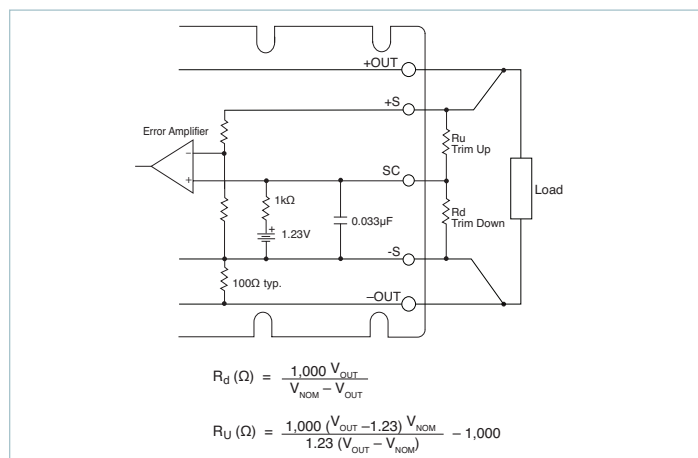 +OUT
+S
Error Amplifier
–
+
Ru
Trim Up
SC
1kΩ
+
1.23V
0.033µF
Rd
Trim Down
Load
-S
100Ω typ.
–OUT
Rd (Ω) = 1,000 VOUT / VNOM – VOUT
RU (Ω) = 1,000 (VOUT –1.23) VNOM / 1.23 (VOUT – VNOM) – 1,000